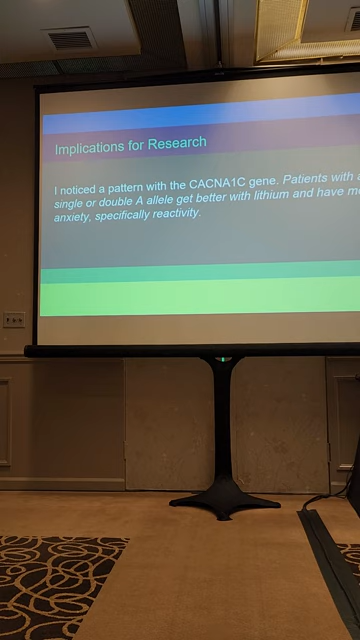 Implications for Research
I noticed a pattern with the CACNA1C gene. Patients with a
single or double A allele get better with lithium and have
anxiety, specifically reactivity.